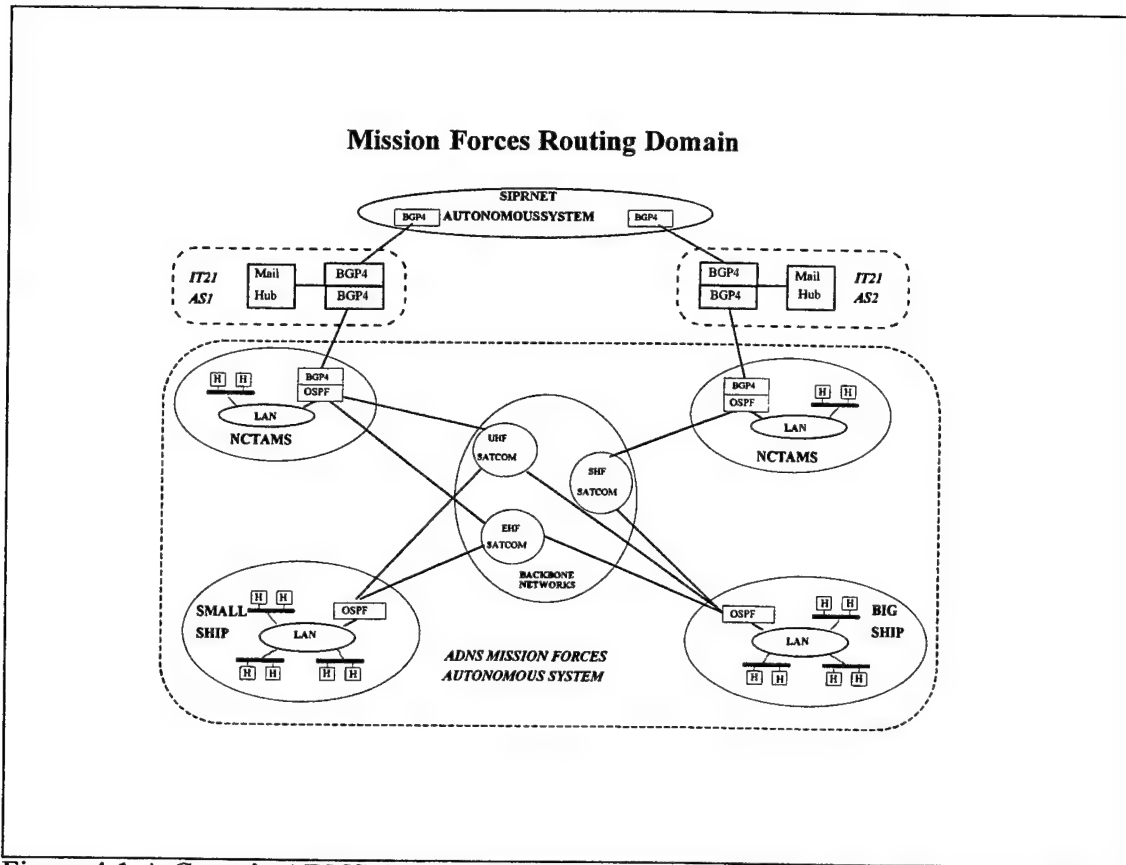 Mission Forces Routing Domain
SIPRNET
AUTONOMOUSSYSTEM
BGP4
BGP4
IT21
AS1
Mail
Hub
BGP4
BGP4
BGP4
BGP4
Mail
Hub
IT21
AS2
H H
BGP4
OSPF
LAN
NCTAMS
BGP4
OSPF
H H
LAN
NCTAMS
UHF
SATCOM
SHF
SATCOM
EHF
SATCOM
BACKBONE
NETWORKS
SMALL
SHIP
H H
OSPF
LAN
H H
H H
ADNS MISSION FORCES
AUTONOMOUS SYSTEM
OSPF
H H
BIG
SHIP
LAN
H H
H H